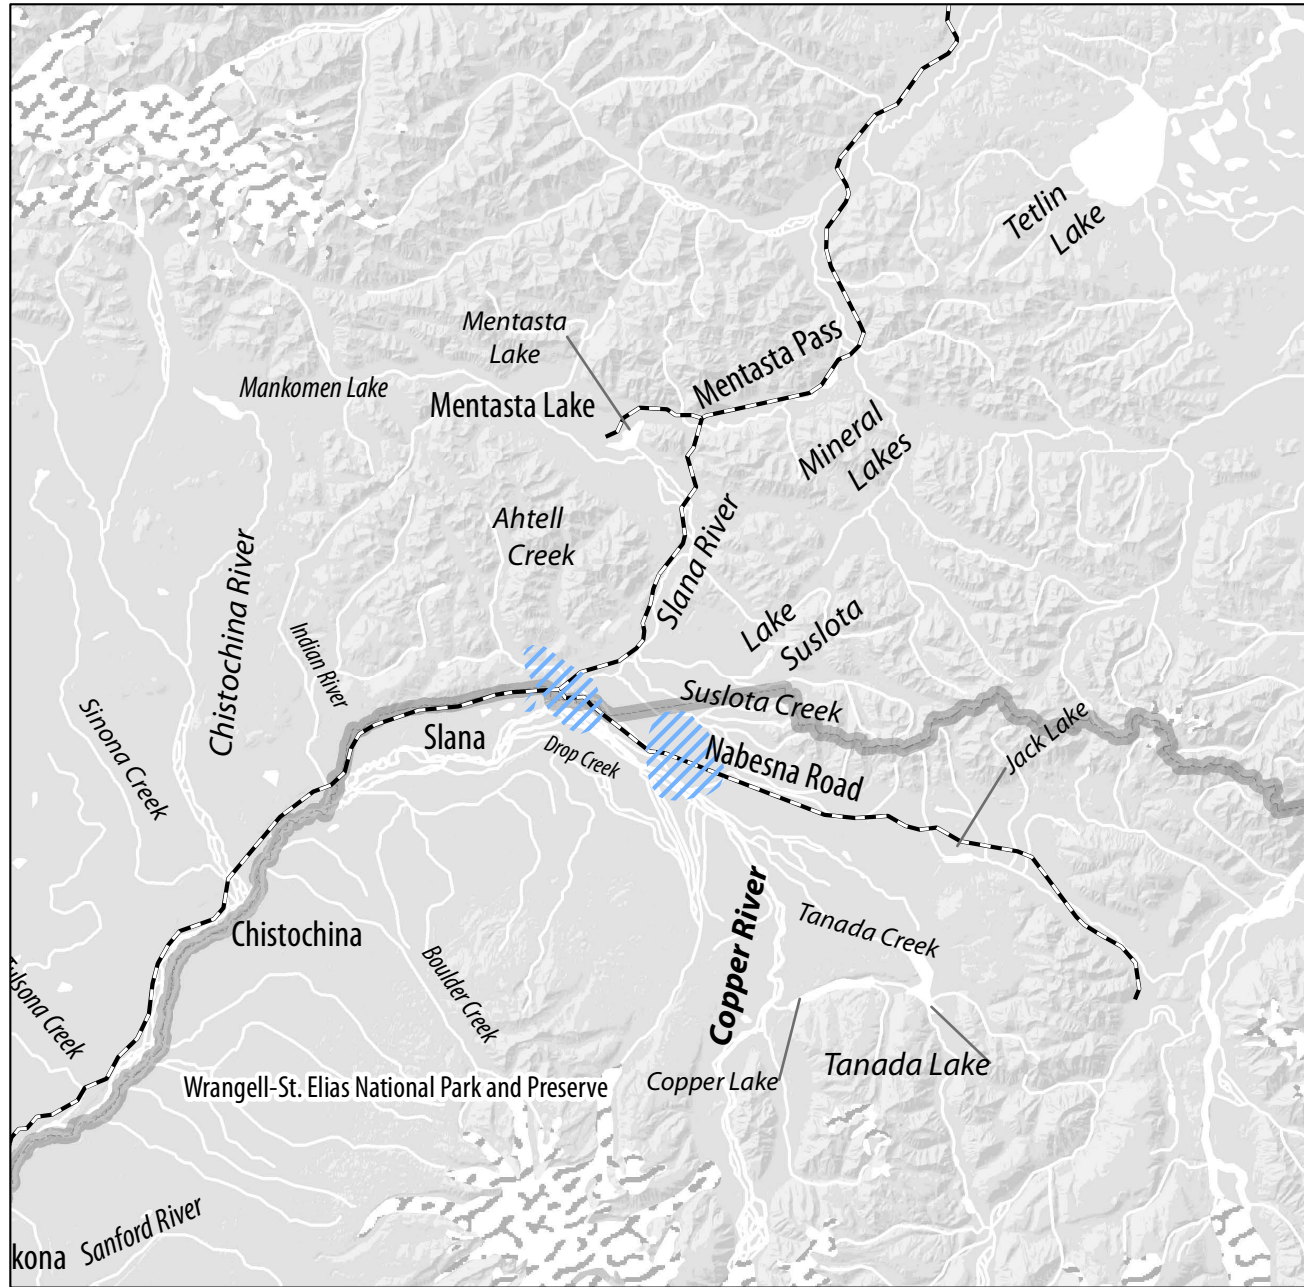 Tetlin
Lake
Mentasta
Lake
Mentasta Pass
Mankomen Lake
Mentasta Lake
Mineral
Lakes
Ahtell
Creek
Slana River
Chistochina River
Lake
Suslota
Indian River
Suslota Creek
Sinona Creek
Slana
Drop Creek
Nabesna Road
Jack Lake
Copper River
Tanada Creek
Chistochina
Boulder Creek
Tulsona Creek
Wrangell-St. Elias National Park and Preserve
Copper Lake
Tanada Lake
Sanford River
kona